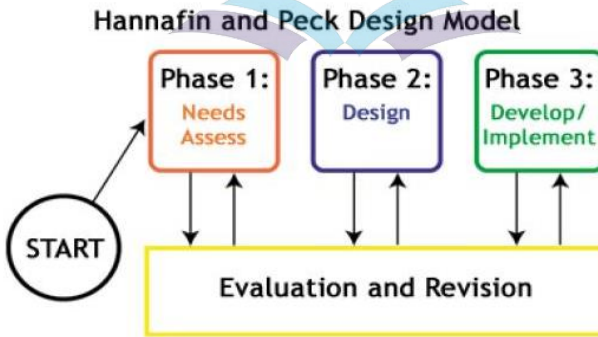 Hannafin and Peck Design Model
Phase 1:
Needs
Assess
Phase 2:
Design
Phase 3:
Develop/
Implement
START
Evaluation and Revision